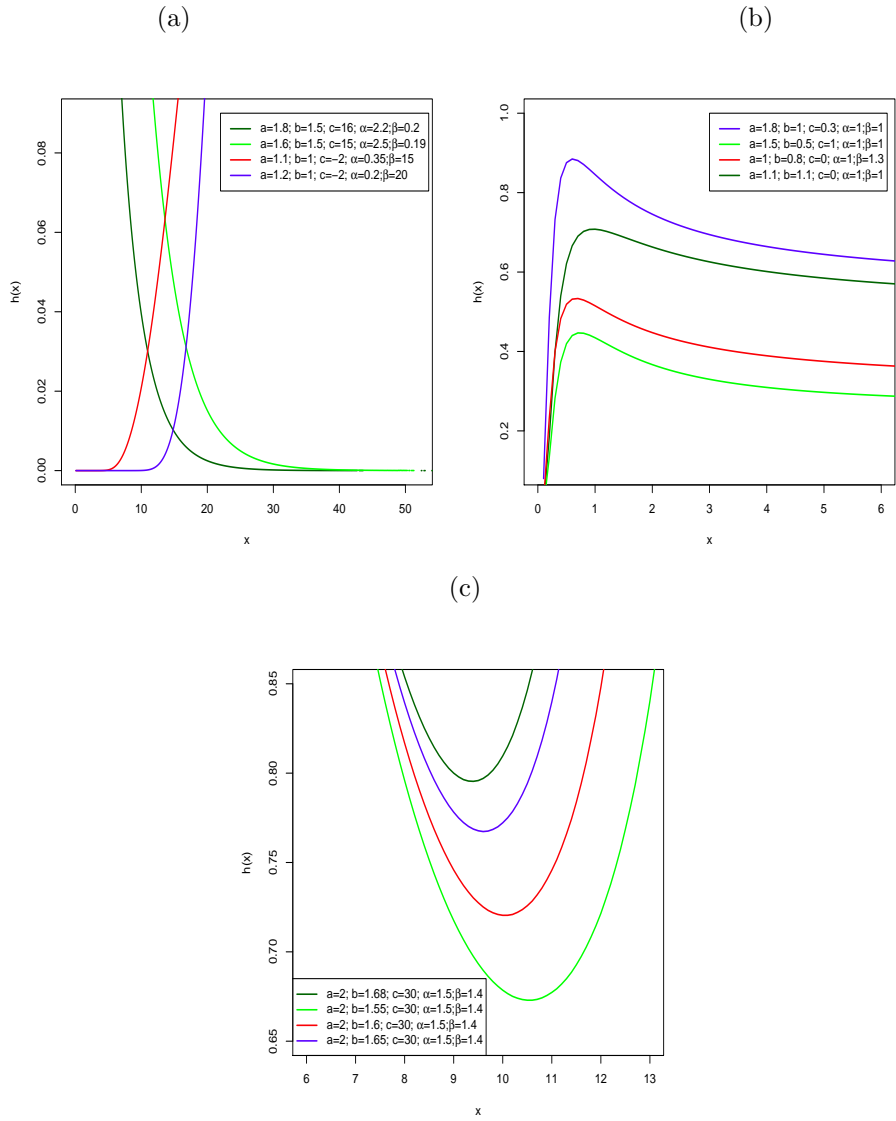 (a)
h(x)
0.08
0.06
0.04
0.02
0.00
a=1.8; b=1.5; c=16; α=2.2;β=0.2
a=1.6; b=1.5; c=15; α=2.5;β=0.19
a=1.1; b=1; c=−2; α=0.35;β=15
a=1.2; b=1; c=−2; α=0.2;β=20
0 10 20 30 40 50
x
(b)
h(x)
1.0
0.8
0.6
0.4
0.2
a=1.8; b=1; c=0.3; α=1;β=1
a=1.5; b=0.5; c=1; α=1;β=1
a=1; b=0.8; c=0; α=1;β=1.3
a=1.1; b=1.1; c=0; α=1;β=1
0 1 2 3 4 5 6
x
(c)
h(x)
0.85
0.80
0.75
0.70
0.65
a=2; b=1.68; c=30; α=1.5;β=1.4
a=2; b=1.55; c=30; α=1.5;β=1.4
a=2; b=1.6; c=30; α=1.5;β=1.4
a=2; b=1.65; c=30; α=1.5;β=1.4
6 7 8 9 10 11 12 13
x